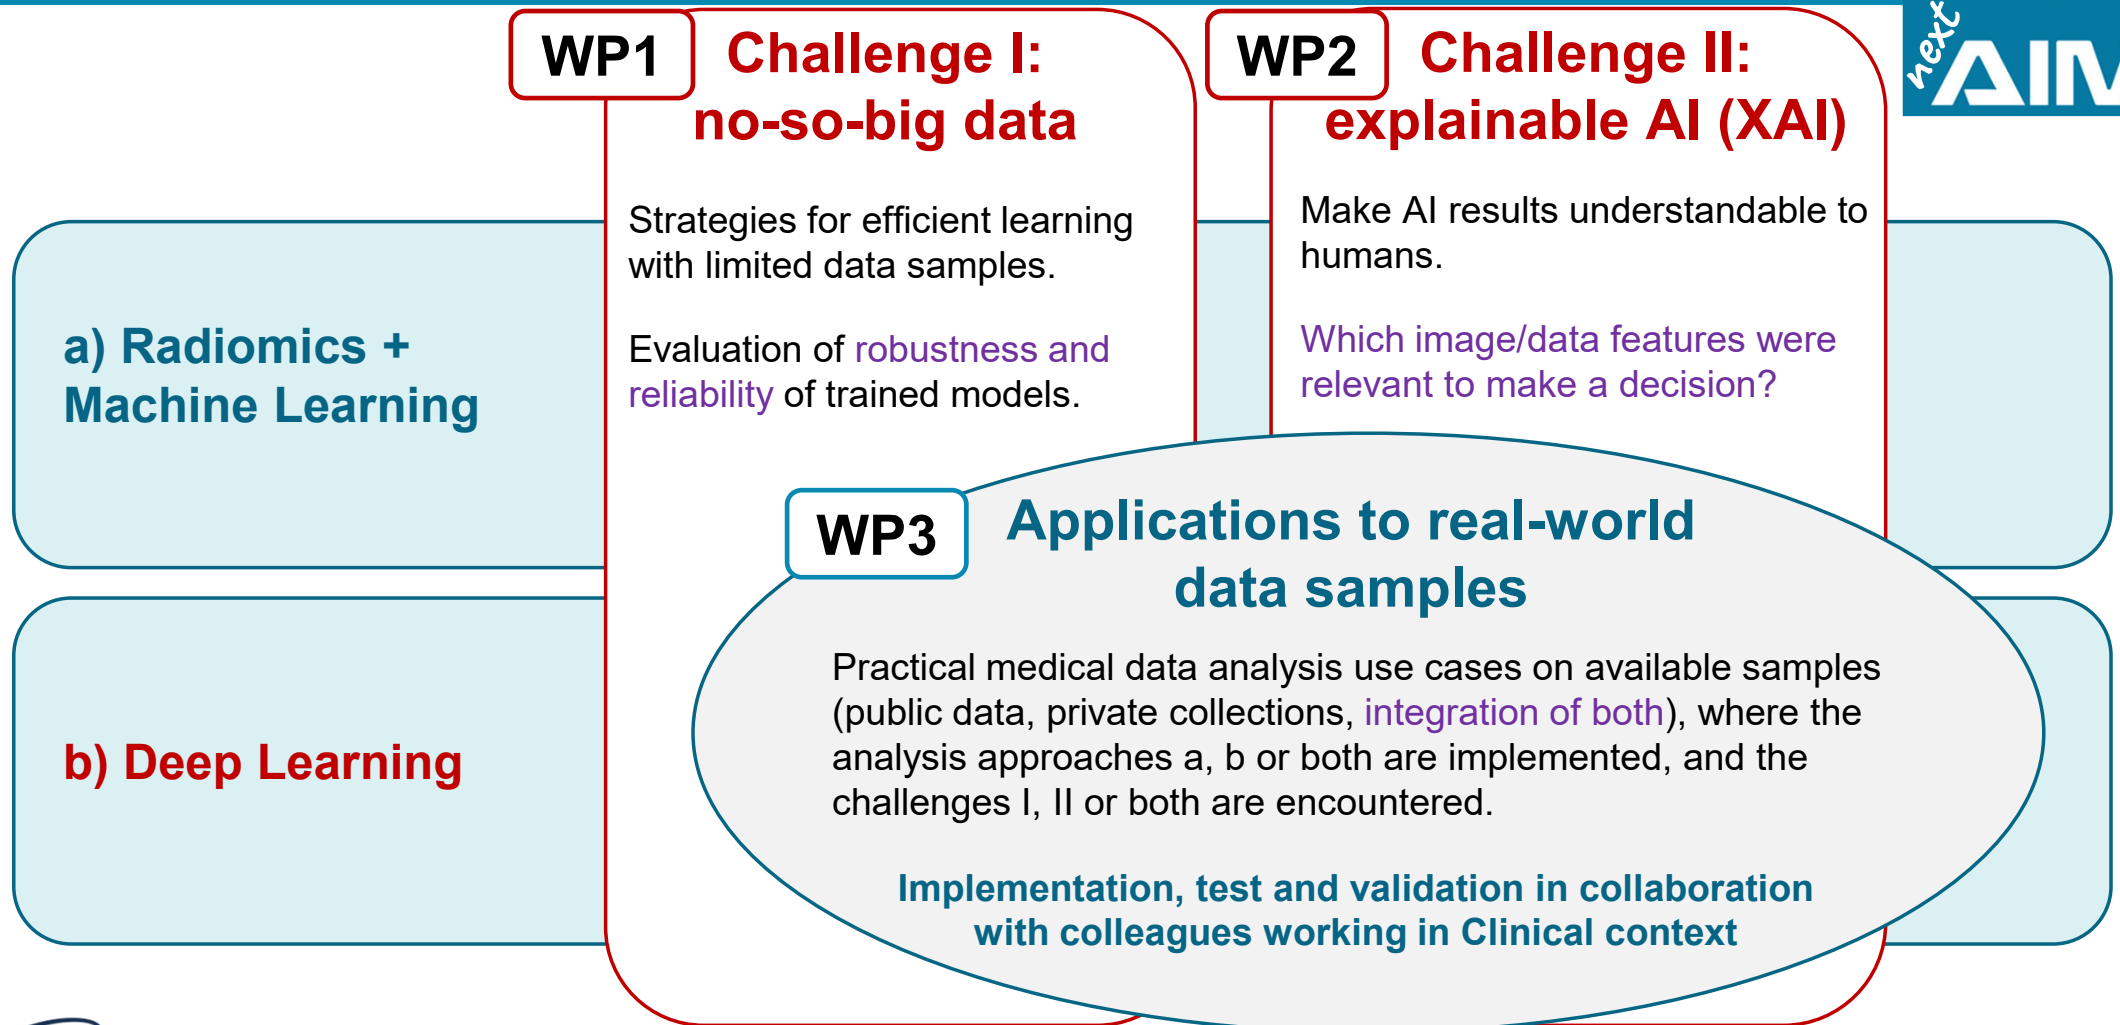 WP1
Challenge I:
no-so-big data
WP2
Challenge II:
explainable AI (XAI)
next
AIM
Strategies for efficient learning
with limited data samples.
Evaluation of robustness and
reliability of trained models.
Make AI results understandable to
humans.
Which image/data features were
relevant to make a decision?
a) Radiomics +
Machine Learning
WP3
Applications to real-world
data samples
Practical medical data analysis use cases on available samples
(public data, private collections, integration of both), where the
analysis approaches a, b or both are implemented, and the
challenges I, II or both are encountered.
Implementation, test and validation in collaboration
with colleagues working in Clinical context
b) Deep Learning